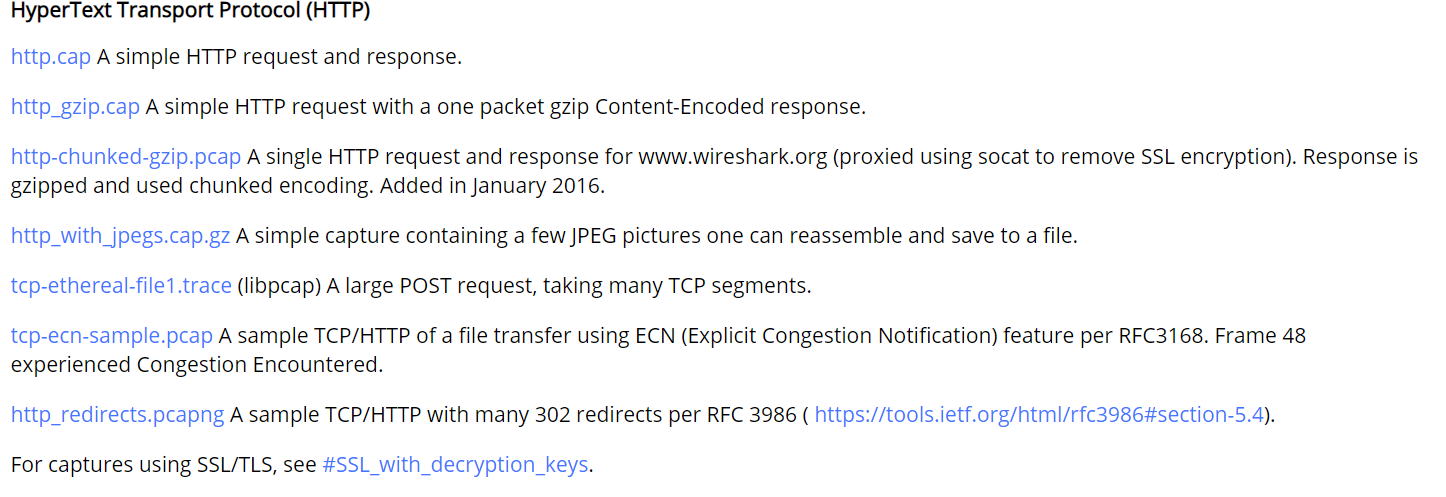 HyperText Transport Protocol (HTTP)
http.cap A simple HTTP request and response.
http_gzip.cap A simple HTTP request with a one packet gzip Content-Encoded response.
http-chunked-gzip.pcap A single HTTP request and response for www.wireshark.org (proxied using socat to remove SSL encryption). Response is
gzipped and used chunked encoding. Added in January 2016.
http_with_jpegs.cap.gz A simple capture containing a few JPEG pictures one can reassemble and save to a file.
tcp-ethereal-file1.trace (libpcap) A large POST request, taking many TCP segments.
tcp-ecn-sample.pcap A sample TCP/HTTP of a file transfer using ECN (Explicit Congestion Notification) feature per RFC3168. Frame 48
experienced Congestion Encountered.
http_redirects.pcapng A sample TCP/HTTP with many 302 redirects per RFC 3986 ( https://tools.ietf.org/html/rfc3986#section-5.4).
For captures using SSL/TLS, see #SSL_with_decryption_keys.